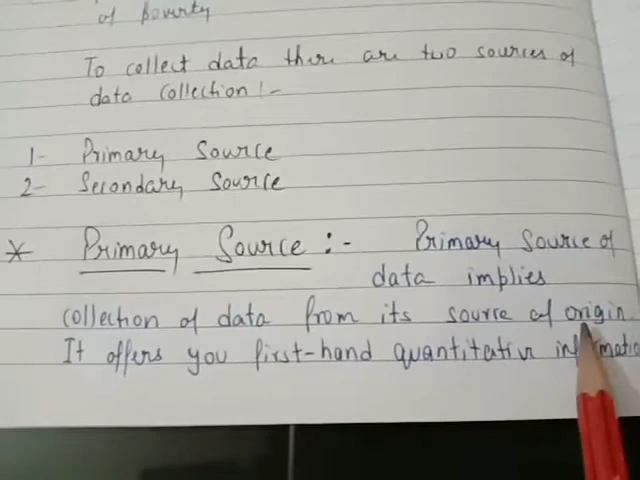 of Poverty
To collect data there are two sources of
data collection :-
1- Primary Source
2- Secondary Source
* Primary Source :- Primary Source of
data implies
collection of data from its source of origin
It offers you first-hand quantitative